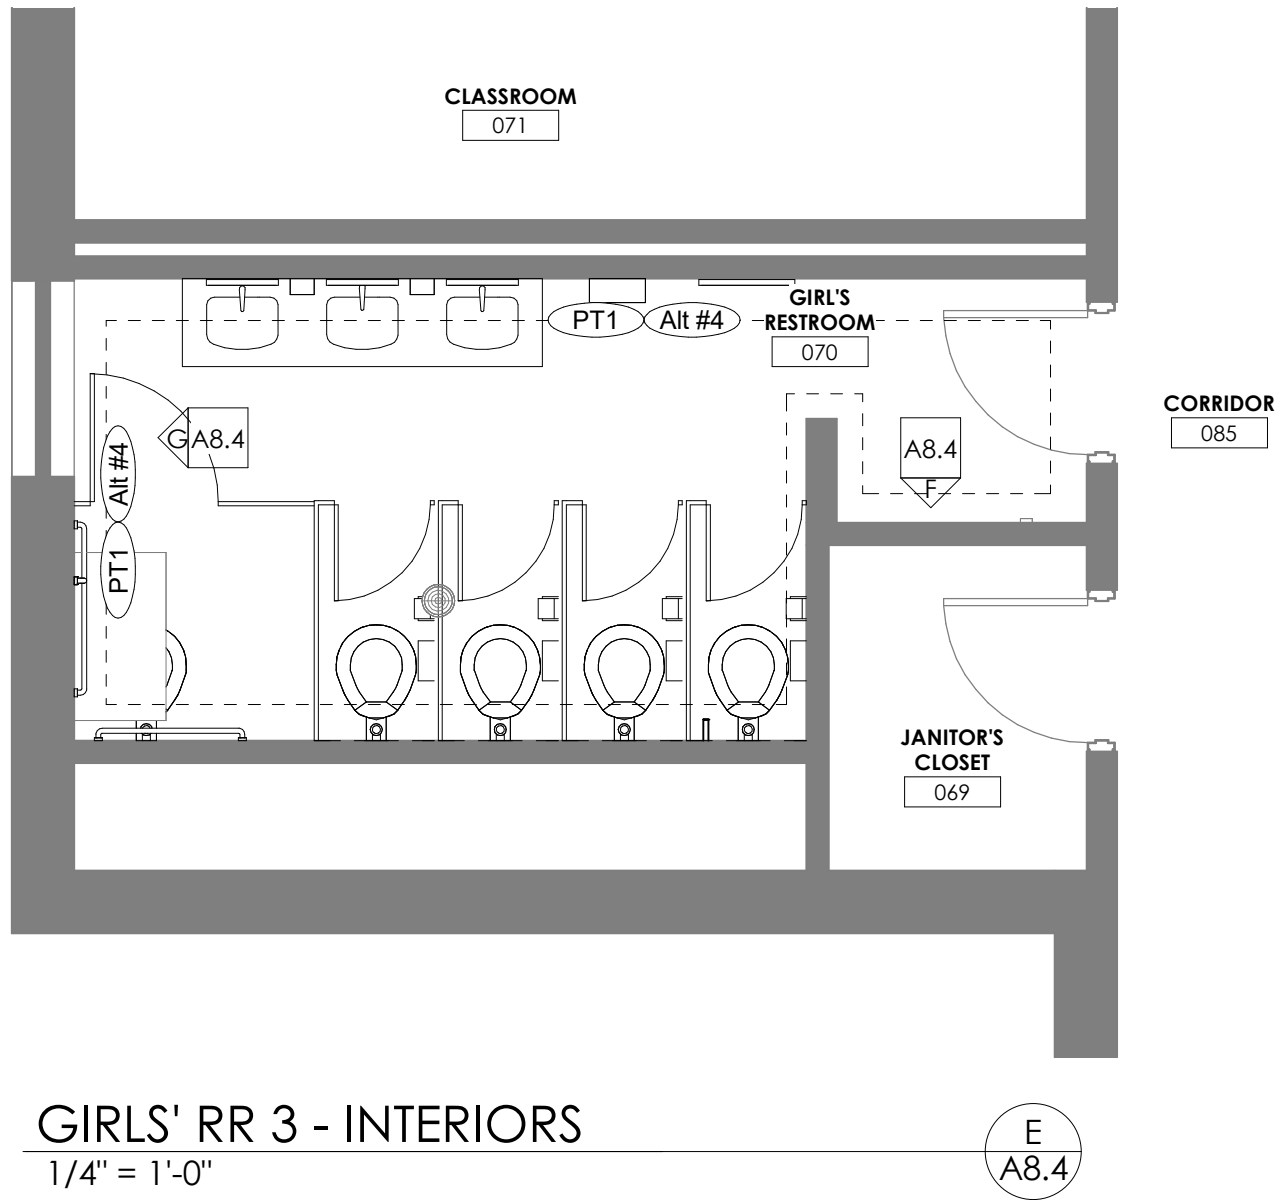 CLASSROOM
071
PT1
Alt #4
GIRL'S
RESTROOM
070
CORRIDOR
085
G A8.4
A8.4
F
Alt #4
PT1
JANITOR'S
CLOSET
069
GIRLS' RR 3 - INTERIORS
1/4" = 1'-0"
E
A8.4